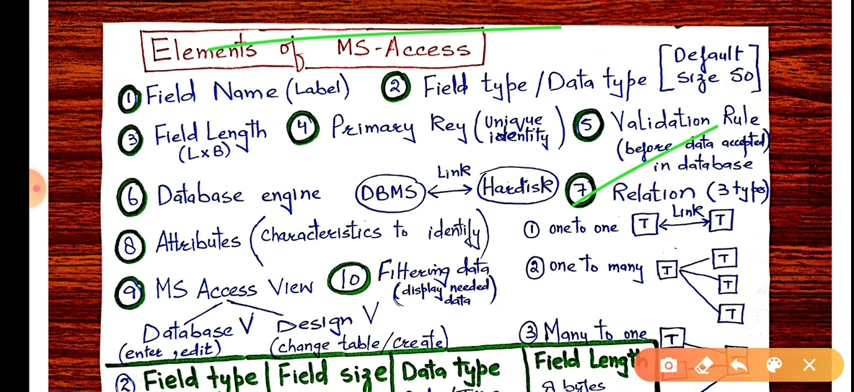 Elements of MS-Access
① Field Name (Label) ② Field type/Data type [Default size 50]
③ Field Length (LxB) ④ Primary Key (Uniqve identity) ⑤ Validation Rule (before data accepted in database)
⑥ Database engine DBMS Link Hardisk ⑦ Relation (3 type)
⑧ Attributes (characteristics to identify) ① one to one T Link T
⑨ MS Access View ⑩ Filtering data (display needed data) ② one to many T T T T
Database V (enter, edit) Design V (change table/create) ③ Many to one T
② Field type Field size Data type Field Length
8 bytes